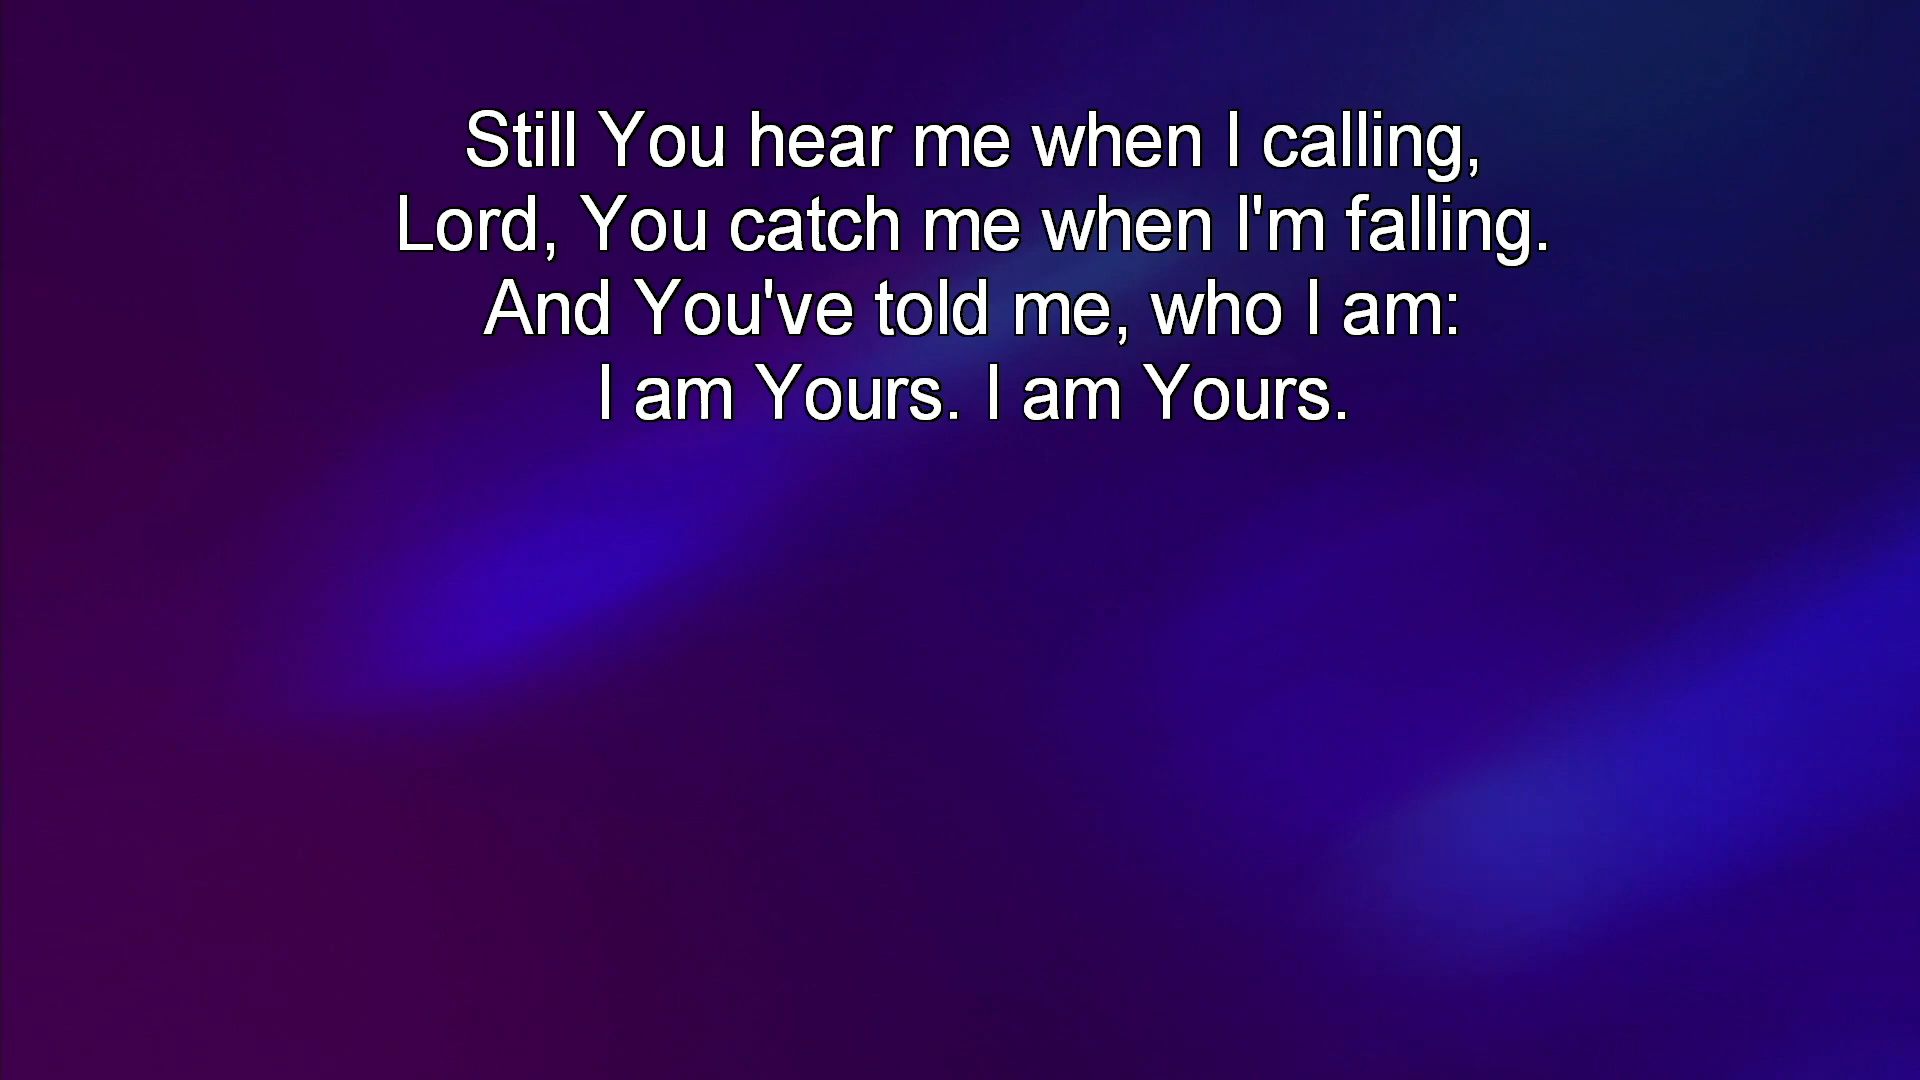 Still You hear me when I calling,
Lord, You catch me when I'm falling.
And You've told me, who I am:
I am Yours. I am Yours.